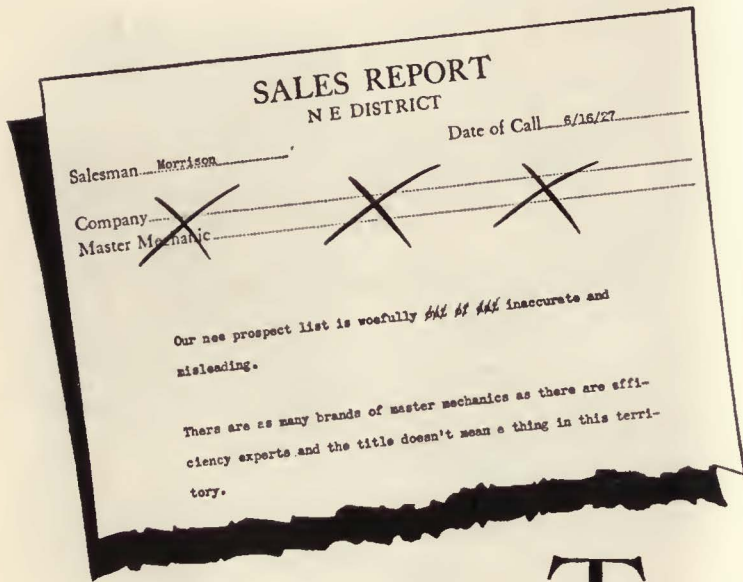 SALES REPORT
N E DISTRICT
Salesman Morrison Date of Call 6/16/27
Company
Master Mechanic
Our nee prospect list is woefully inaccurate and
misleading.
Thers are as many brands of master mechanics as there are effi-
ciency experts and the title doesn't mean a thing in this terri-
tory.
T